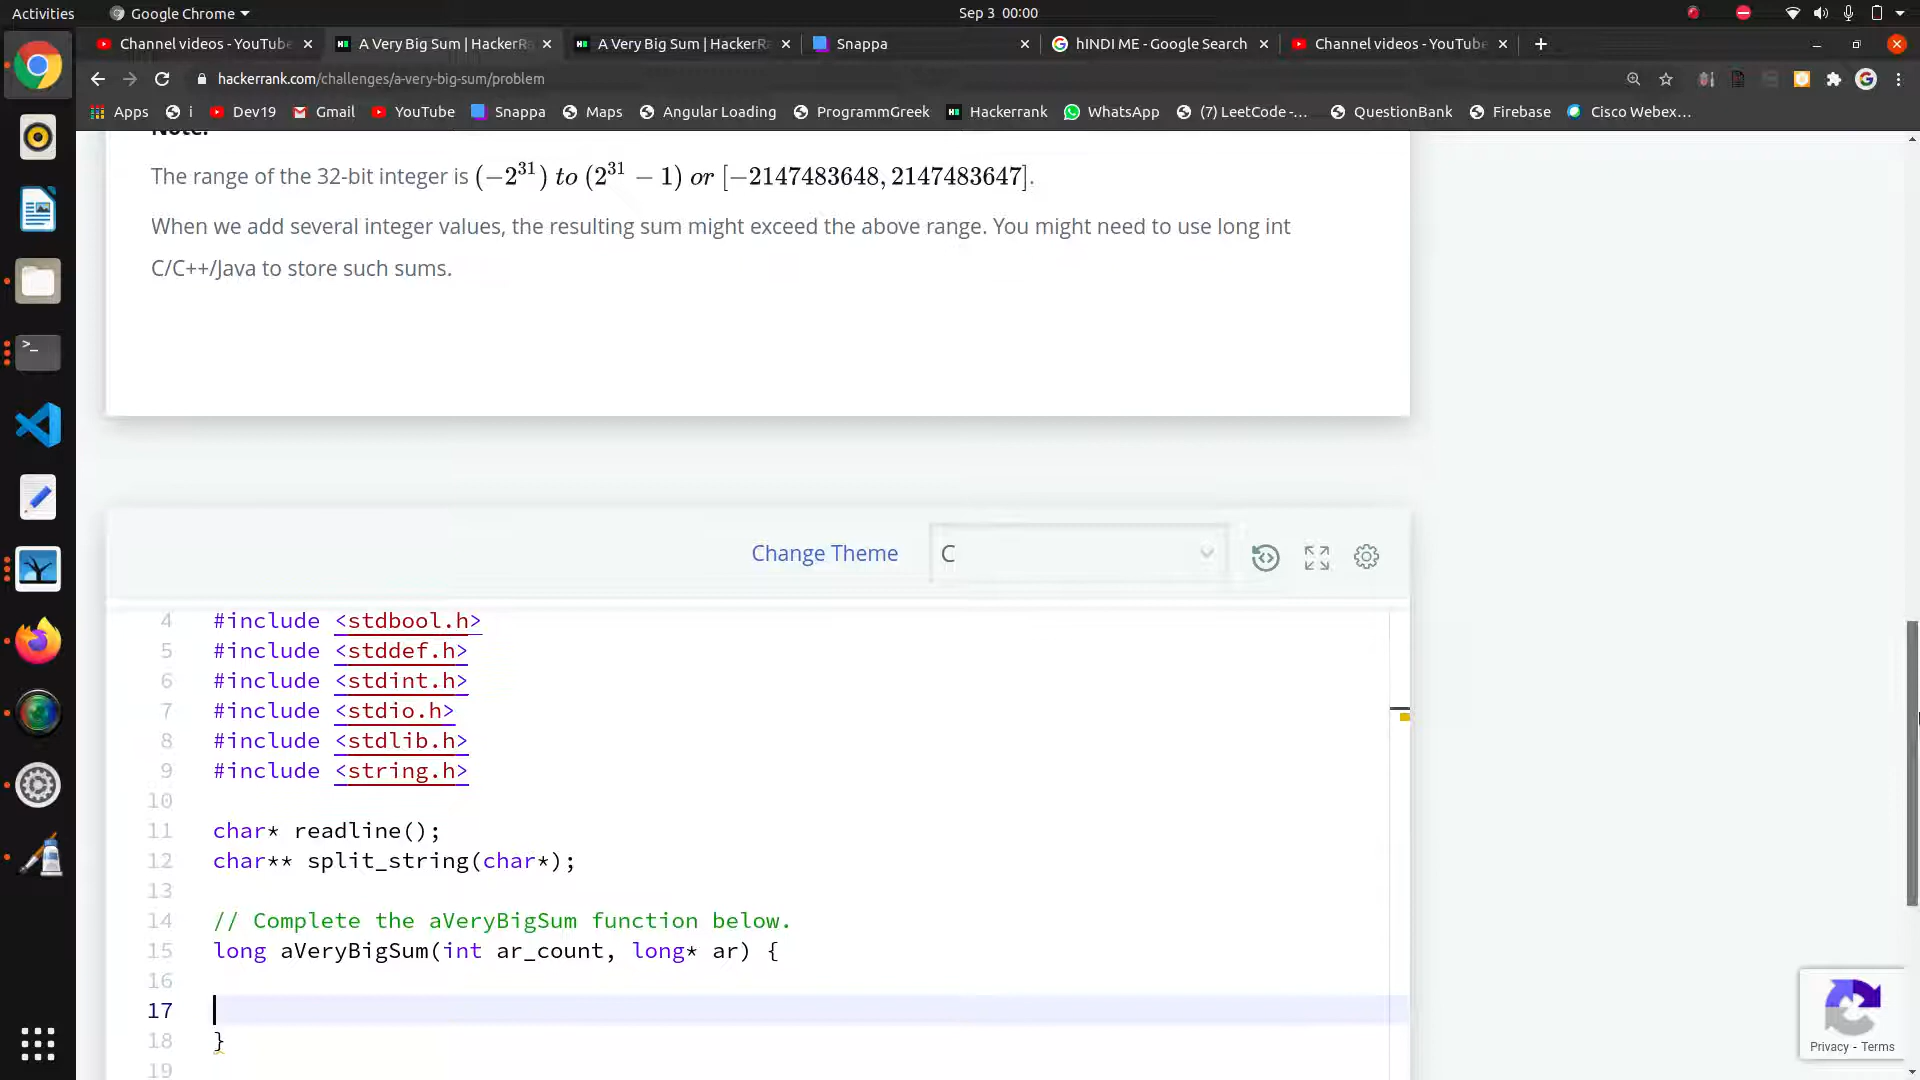 Activities
Google Chrome
Sep 3 00:00
Channel videos - YouTube
A Very Big Sum | HackerRa
A Very Big Sum | HackerRa
Snappa
hINDI ME - Google Search
Channel videos - YouTube
hackerrank.com/challenges/a-very-big-sum/problem
Apps
i
Dev19
Gmail
YouTube
Snappa
Maps
Angular Loading
ProgrammGreek
Hackerrank
WhatsApp
(7) LeetCode -...
QuestionBank
Firebase
Cisco Webex...
Note:
The range of the 32-bit integer is (−2³¹) to (2³¹ − 1) or [−2147483648, 2147483647].
When we add several integer values, the resulting sum might exceed the above range. You might need to use long int
C/C++/Java to store such sums.
Change Theme
C
4 #include <stdbool.h>
5 #include <stddef.h>
6 #include <stdint.h>
7 #include <stdio.h>
8 #include <stdlib.h>
9 #include <string.h>
10
11 char* readline();
12 char** split_string(char*);
13
14 // Complete the aVeryBigSum function below.
15 long aVeryBigSum(int ar_count, long* ar) {
16
17
18 }
19
Privacy - Terms